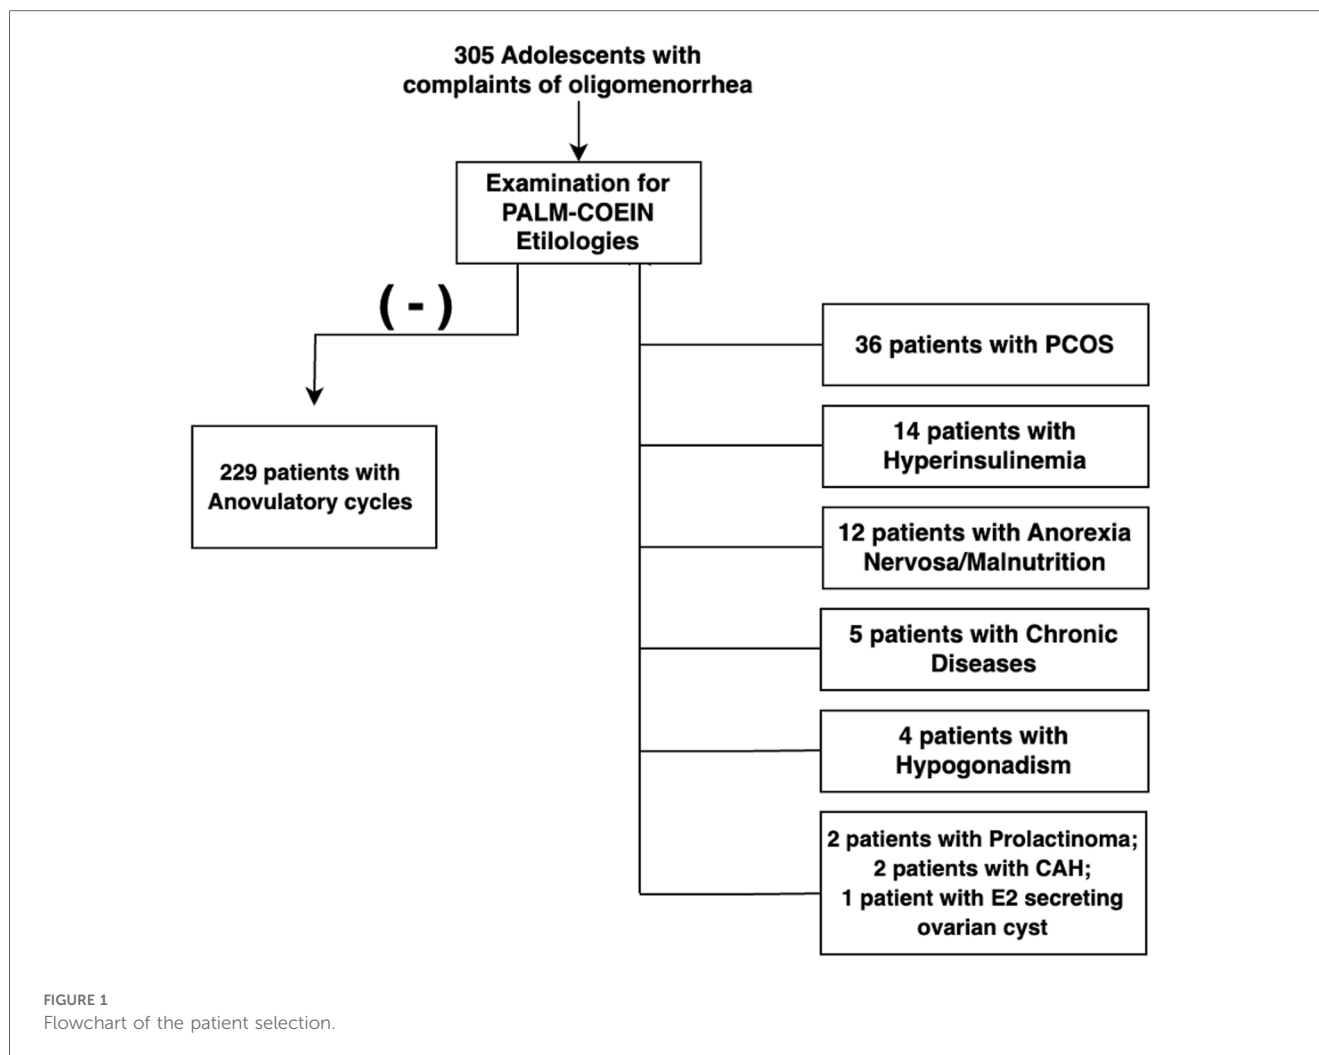 305 Adolescents with
complaints of oligomenorrhea
Examination for
PALM-COEIN
Etilologies
(-)
229 patients with
Anovulatory cycles
36 patients with PCOS
14 patients with
Hyperinsulinemia
12 patients with Anorexia
Nervosa/Malnutrition
5 patients with Chronic
Diseases
4 patients with
Hypogonadism
2 patients with Prolactinoma;
2 patients with CAH;
1 patient with E2 secreting
ovarian cyst
FIGURE 1
Flowchart of the patient selection.